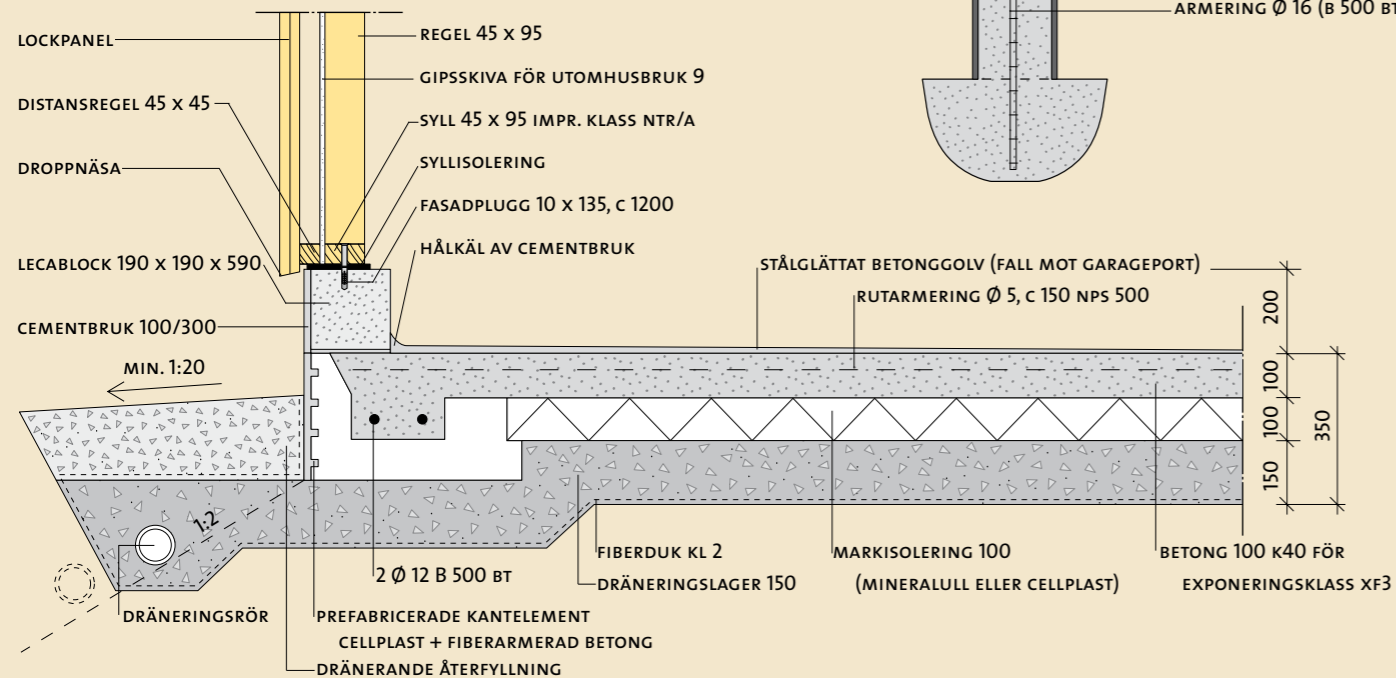 ARMERING Ø 16 (B 500 BT
LOCKPANEL
REGEL 45 X 95
GIPSSKIVA FÖR UTOMHUSBRUK 9
DISTANSREGEL 45 X 45
SYLL 45 X 95 IMPR. KLASS NTR/A
DROPPNÄSA
SYLLISOLERING
FASADPLUGG 10 X 135, C 1200
HÅLKÄL AV CEMENTBRUK
LECABLOCK 190 X 190 X 590
STÅLGLÄTTAT BETONGGOLV (FALL MOT GARAGEPORT)
RUTARMERING Ø 5, C 150 NPS 500
CEMENTBRUK 100/300
MIN. 1:20
200
100
100
150
350
1:2
FIBERDUK KL 2
DRÄNERINGSLAGER 150
MARKISOLERING 100
(MINERALULL ELLER CELLPLAST)
BETONG 100 K40 FÖR
EXPONERINGSKLASS XF3
2 Ø 12 B 500 BT
DRÄNERINGSRÖR
PREFABRICERADE KANTELEMENT
CELLPLAST + FIBERARMERAD BETONG
DRÄNERANDE ÅTERFYLLNING